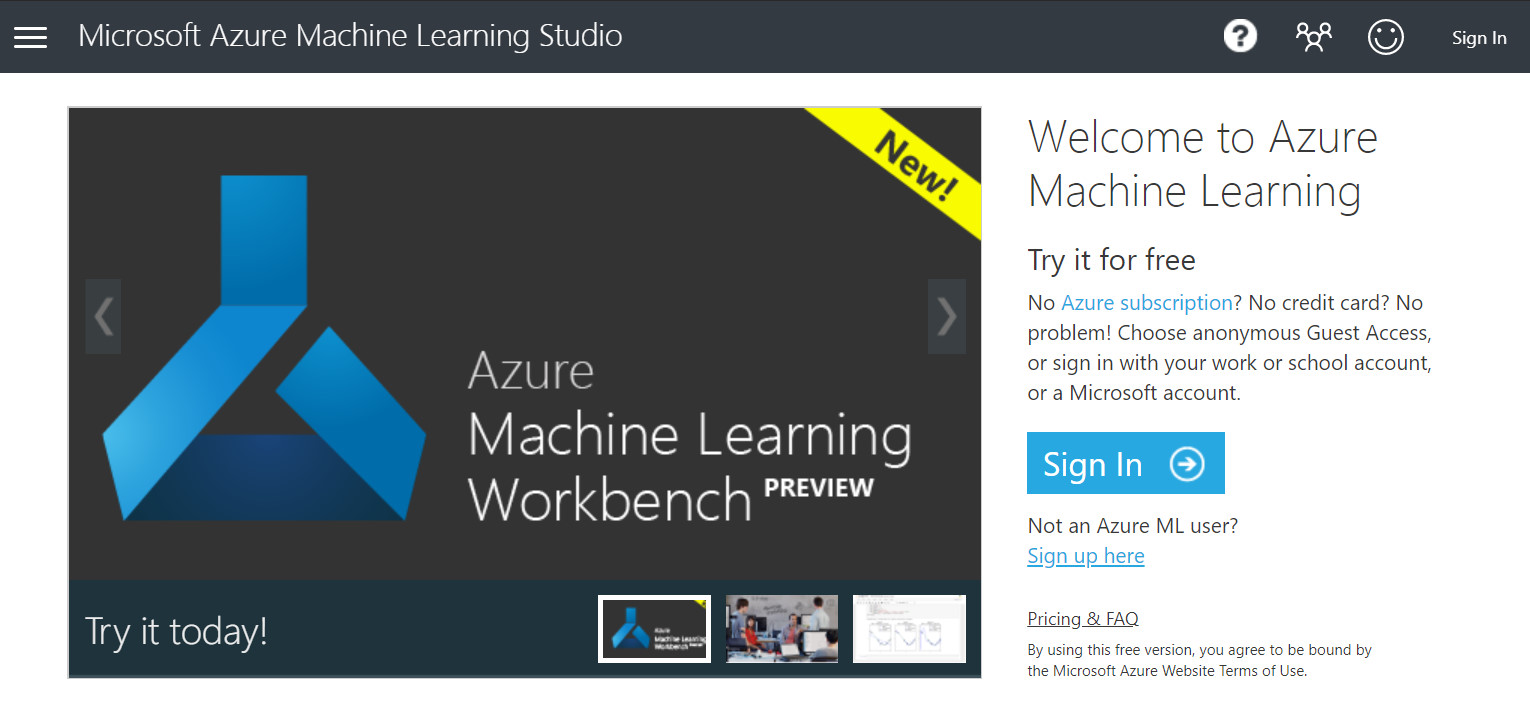 Microsoft Azure Machine Learning Studio
Sign In
New!
Azure
Machine Learning
Workbench PREVIEW
Try it today!
Azure
Machine Learning
Workbench
Welcome to Azure
Machine Learning
Try it for free
No Azure subscription? No credit card? No
problem! Choose anonymous Guest Access,
or sign in with your work or school account,
or a Microsoft account.
Sign In
Not an Azure ML user?
Sign up here
Pricing & FAQ
By using this free version, you agree to be bound by
the Microsoft Azure Website Terms of Use.